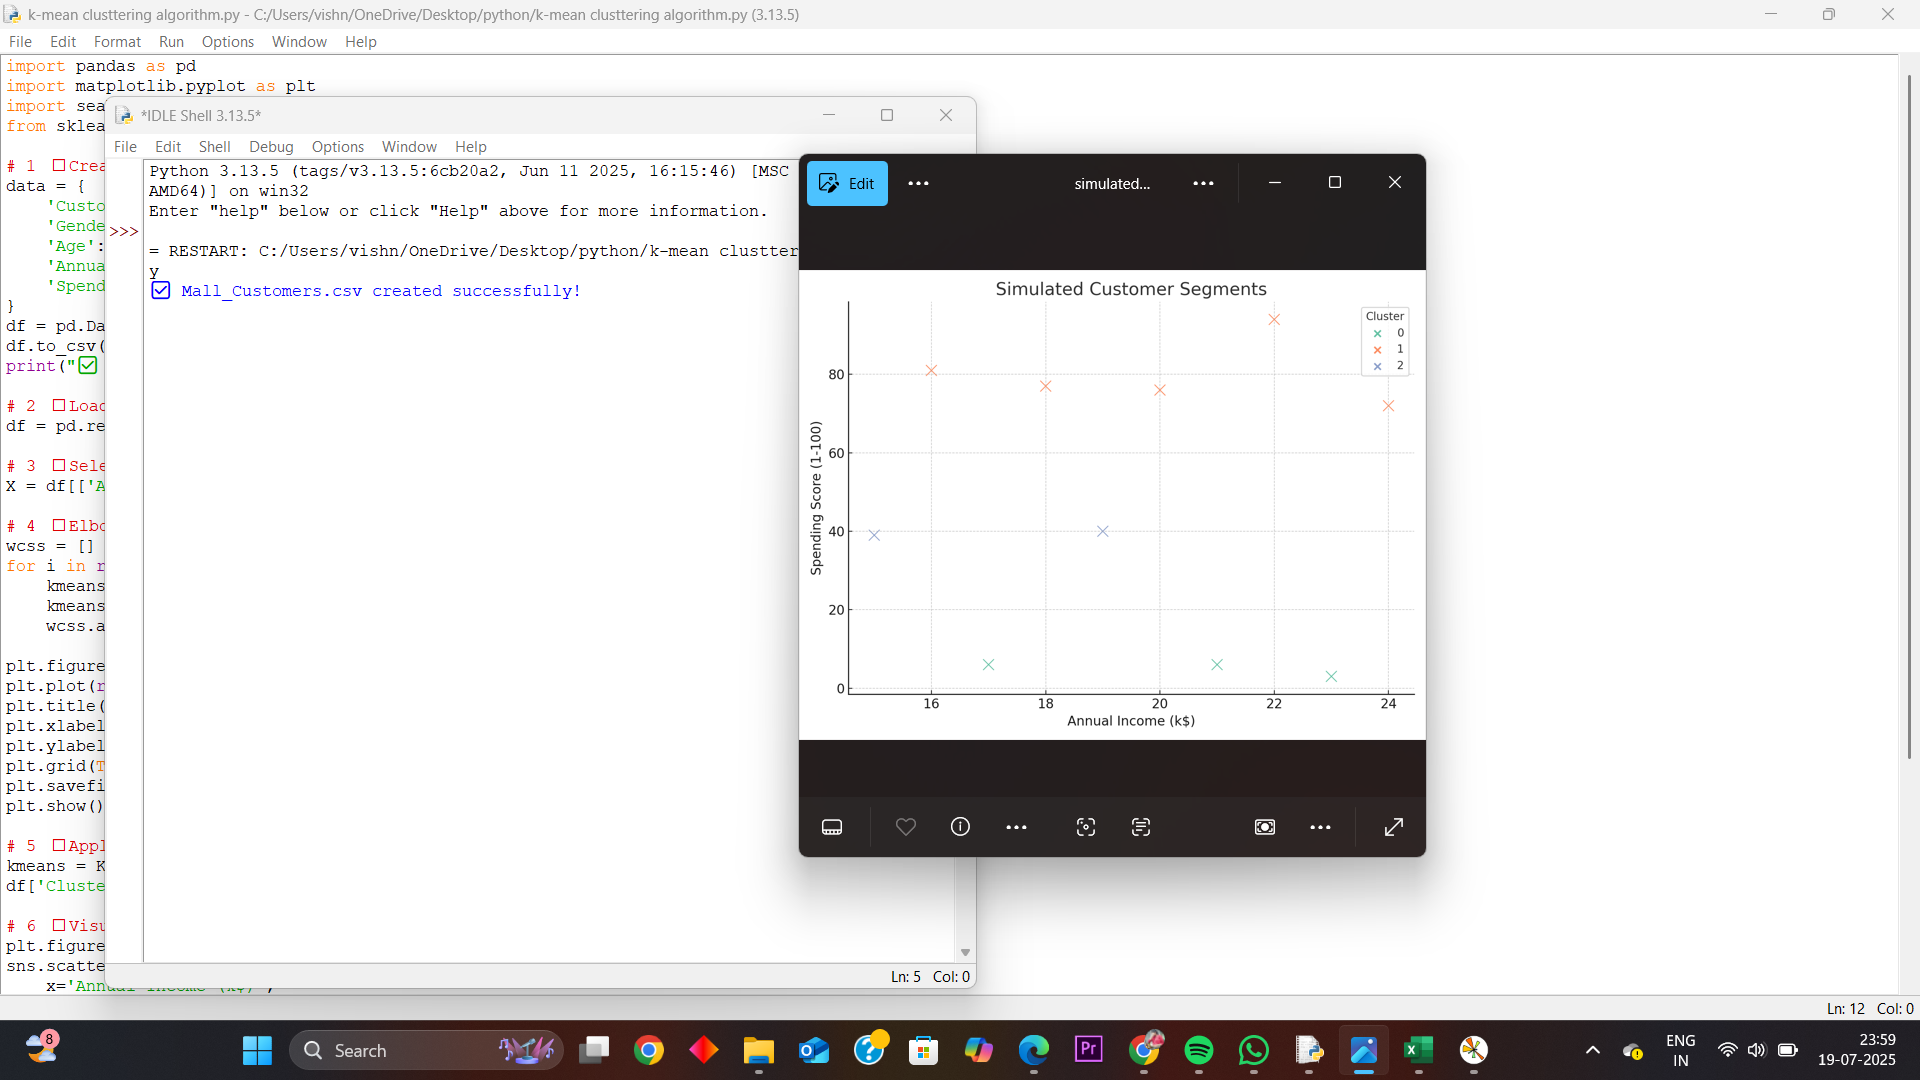 k-mean clusttering algorithm.py - C:/Users/vishn/OneDrive/Desktop/python/k-mean clusttering algorithm.py (3.13.5)
File Edit Format Run Options Window Help
import pandas as pd
import matplotlib.pyplot as plt
import sea
from sklea
# 1 Crea
data = {
'Custo
'Gende
'Age':
'Annua
'Spend
}
df = pd.Da
df.to_csv(
print("✅
# 2 Load
df = pd.re
# 3 Sele
X = df[['A
# 4 Elbo
wcss = []
for i in r
kmeans
kmeans
wcss.a
plt.figure
plt.plot(r
plt.title(
plt.xlabel
plt.ylabel
plt.grid(T
plt.savefi
plt.show()
# 5 Appl
kmeans = K
df['Cluste
# 6 Visu
plt.figure
sns.scatte
x='Annual Income (k$)',
Ln: 12 Col: 0
*IDLE Shell 3.13.5*
File Edit Shell Debug Options Window Help
Python 3.13.5 (tags/v3.13.5:6cb20a2, Jun 11 2025, 16:15:46) [MSC
AMD64)] on win32
Enter "help" below or click "Help" above for more information.
>>>
= RESTART: C:/Users/vishn/OneDrive/Desktop/python/k-mean clustter
y
✅ Mall_Customers.csv created successfully!
Ln: 5 Col: 0
Edit
simulated...
Simulated Customer Segments
Cluster
0
1
2
80
60
40
20
0
Spending Score (1-100)
16 18 20 22 24
Annual Income (k$)
8
Search
Pr
ENG
IN
23:59
19-07-2025